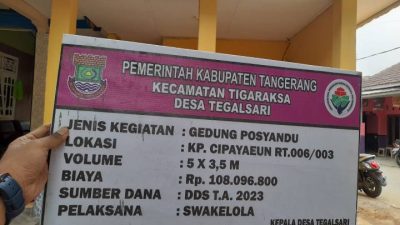 PEMERINTAH KABUPATEN TANGERANG
KECAMATAN TIGARAKSA
DESA TEGALSARI
JENIS KEGIATAN : GEDUNG POSYANDU
LOKASI : KP. CIPAYAEUN RT.006/003
VOLUME : 5 X 3,5 M
BIAYA : Rp. 108.096.800
SUMBER DANA : DDS T.A. 2023
PELAKSANA : SWAKELOLA
KEPALA DESA TEGALSARI